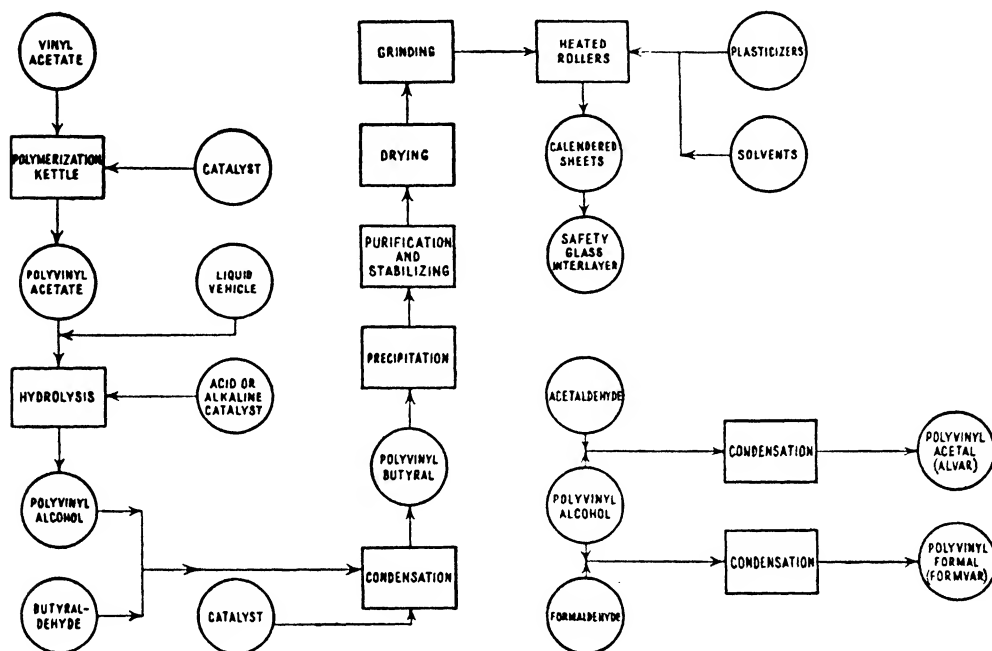 VINYL
ACETATE
POLYMERIZATION
KETTLE
CATALYST
POLYVINYL
ACETATE
LIQUID
VEHICLE
HYDROLYSIS
ACID OR
ALKALINE
CATALYST
POLYVINYL
ALCOHOL
BUTYRAL-
DEHYDE
CATALYST
CONDENSATION
POLYVINYL
BUTYRAL
PRECIPITATION
PURIFICATION
AND
STABILIZING
DRYING
GRINDING
HEATED
ROLLERS
PLASTICIZERS
SOLVENTS
CALENDERED
SHEETS
SAFETY
GLASS
INTERLAYER
ACETALDEHYDE
CONDENSATION
POLYVINYL
ACETAL
(ALVAR)
POLYVINYL
ALCOHOL
FORMALDEHYDE
CONDENSATION
POLYVINYL
FORMAL
(FORMVAR)